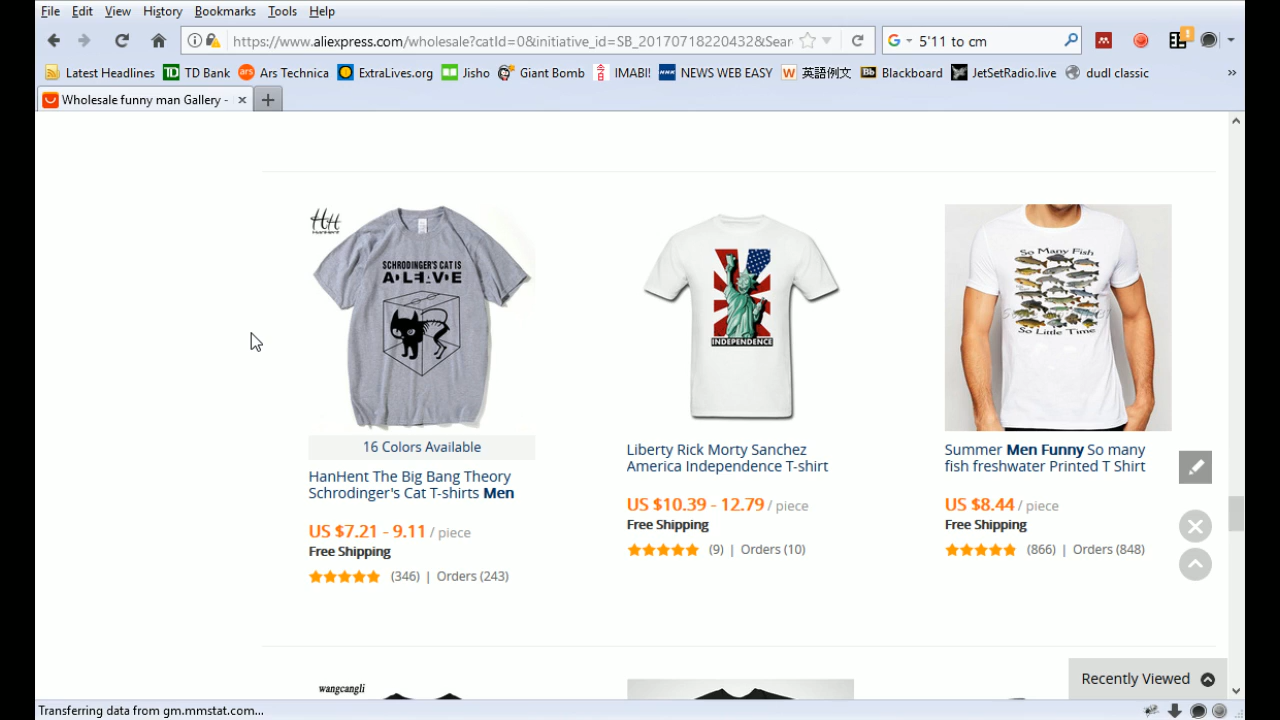 File Edit View History Bookmarks Tools Help
https://www.aliexpress.com/wholesale?catId=0&initiative_id=SB_20170718220432&Sear
5'11 to cm
1
Latest Headlines TD Bank Ars Technica ExtraLives.org Jisho Giant Bomb IMABI! NEWS WEB EASY 英語例文 Blackboard JetSetRadio.live dudl classic »
Wholesale funny man Gallery -
HH
SCHRODINGER'S CAT IS
INDEPENDENCE
So Many Fish
So Little Time
16 Colors Available
HanHent The Big Bang Theory
Schrodinger's Cat T-shirts Men
US $7.21 - 9.11 / piece
Free Shipping
(346) | Orders (243)
Liberty Rick Morty Sanchez
America Independence T-shirt
US $10.39 - 12.79 / piece
Free Shipping
(9) | Orders (10)
Summer Men Funny So many
fish freshwater Printed T Shirt
US $8.44 / piece
Free Shipping
(866) | Orders (848)
wangcangli
Recently Viewed
Transferring data from gm.mmstat.com...